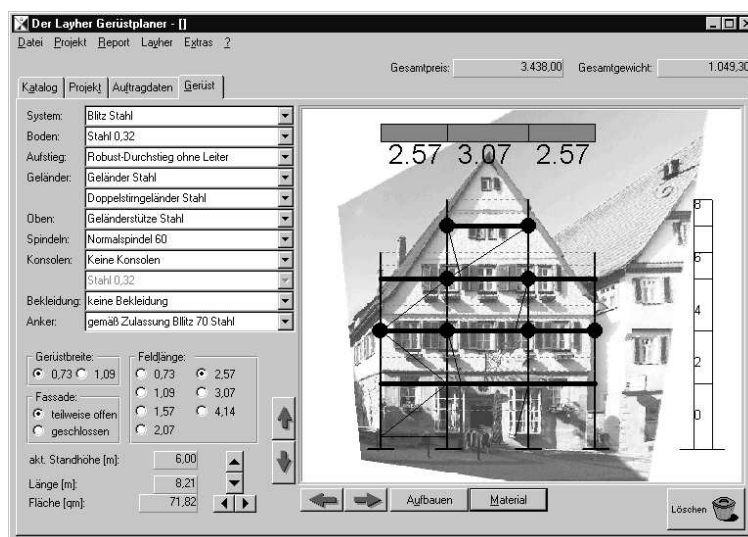 Der Layher Gerüstplaner - []
Datei Projekt Report Layher Extras ?
Gesamtpreis: 3.438,00 Gesamtgewicht: 1.049,30
Katalog Projekt Auftragdaten Gerüst
System: Blitz Stahl
Boden: Stahl 0,32
Aufstieg: Robust-Durchstieg ohne Leiter
Geländer: Geländer Stahl
Doppelstirngeländer Stahl
Oben: Geländerstütze Stahl
Spindeln: Normalspindel 60
Konsolen: Keine Konsolen
Stahl 0,32
Bekleidung: keine Bekleidung
Anker: gemäß Zulassung Bllitz 70 Stahl
Gerüstbreite:
0,73 1,09
Fassade:
teilweise offen
geschlossen
Feldlänge:
0,73 2,57
1,09 3,07
1,57 4,14
2,07
akt. Standhöhe [m]: 6,00
Länge [m]: 8,21
Fläche [qm]: 71,82
2.57 3.07 2.57
8
6
4
2
0
Aufbauen Material
Löschen